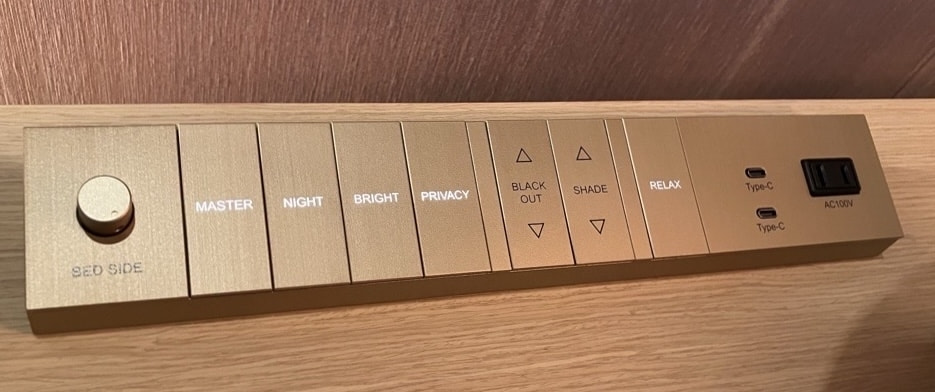 BED SIDE
MASTER
NIGHT
BRIGHT
PRIVACY
BLACK
OUT
SHADE
RELAX
Type-C
Type-C
AC100V